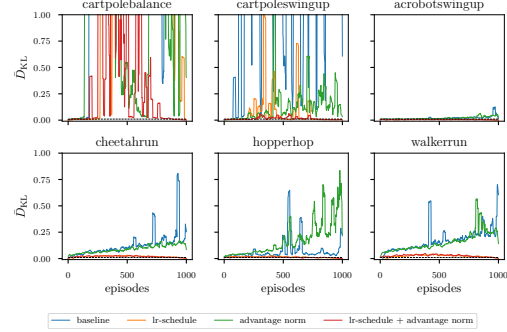 cartpolebalance
cartpoleswingup
acrobotswingup
1.00
0.75
0.50
0.25
0.00
D̄KL
cheetahrun
hopperhop
walkerrun
1.00
0.75
0.50
0.25
0.00
D̄KL
0 500 1000
0 500 1000
0 500 1000
episodes
episodes
episodes
baseline lr-schedule advantage norm lr-schedule + advantage norm